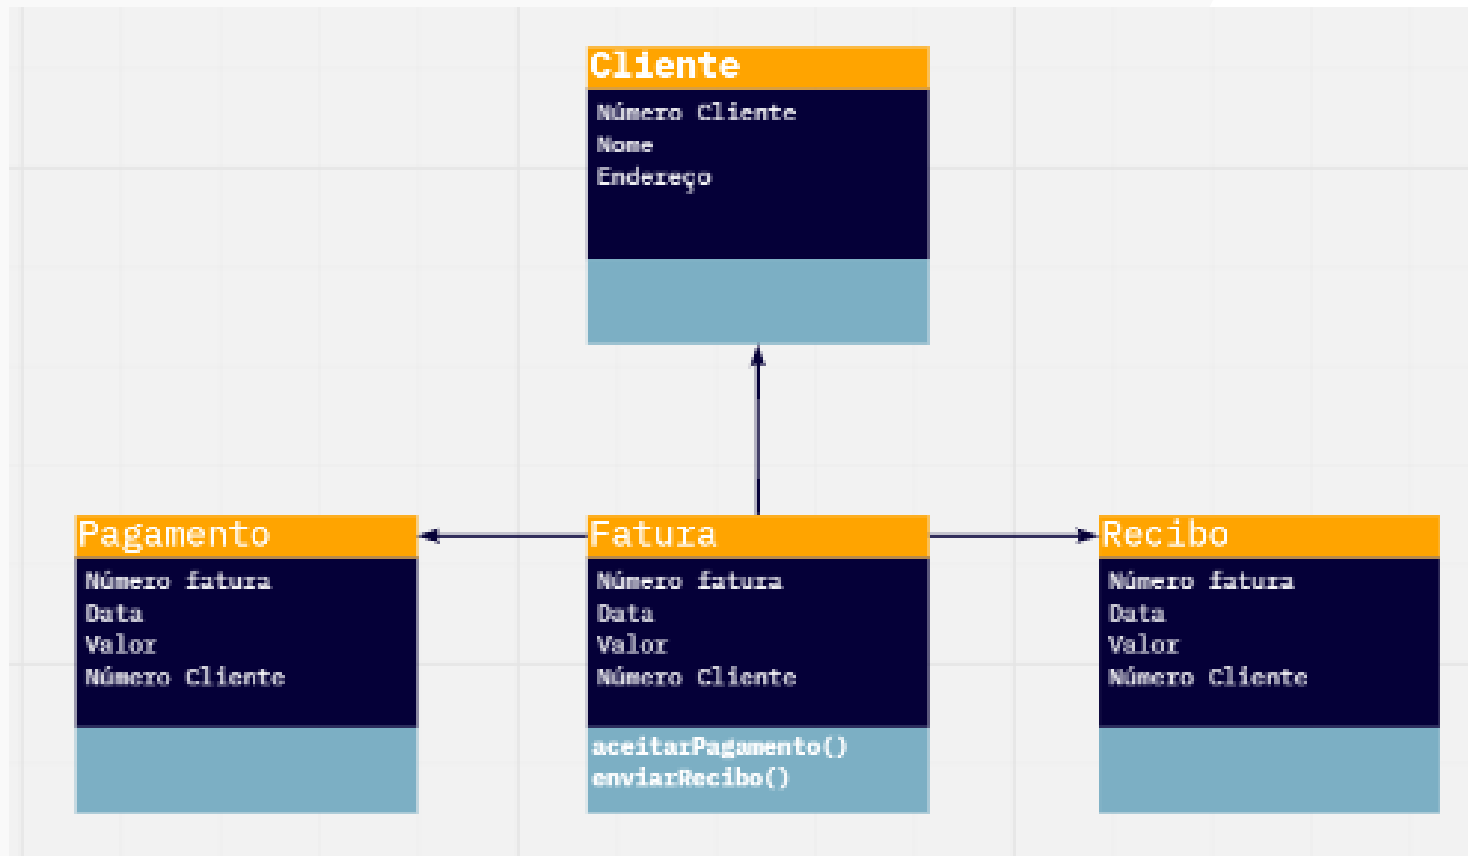 Cliente
Número Cliente
Nome
Endereço
Pagamento
Número fatura
Data
Valor
Número Cliente
Fatura
Número fatura
Data
Valor
Número Cliente
aceitarPagamento()
enviarRecibo()
Recibo
Número fatura
Data
Valor
Número Cliente